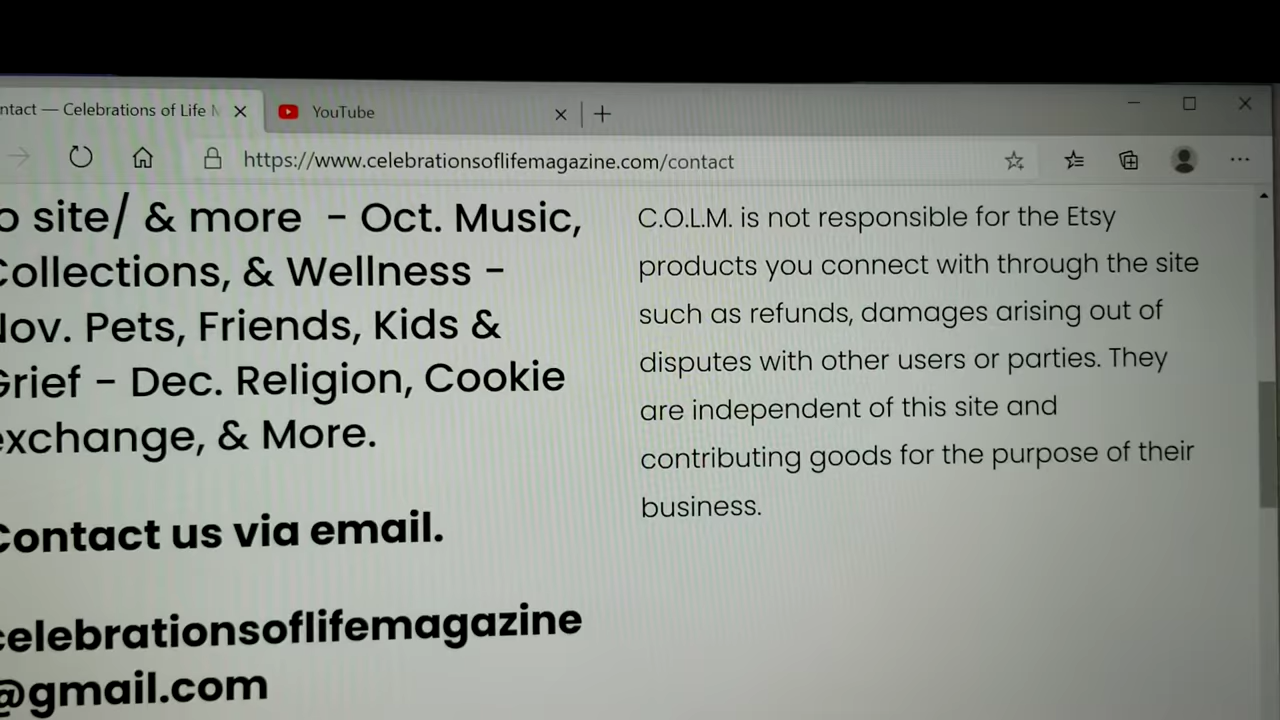 ntact — Celebrations of Life
YouTube
https://www.celebrationsoflifemagazine.com/contact
o site/ & more - Oct. Music,
Collections, & Wellness -
Nov. Pets, Friends, Kids &
Grief - Dec. Religion, Cookie
exchange, & More.
Contact us via email.
celebrationsoflifemagazine
@gmail.com
C.O.L.M. is not responsible for the Etsy
products you connect with through the site
such as refunds, damages arising out of
disputes with other users or parties. They
are independent of this site and
contributing goods for the purpose of their
business.